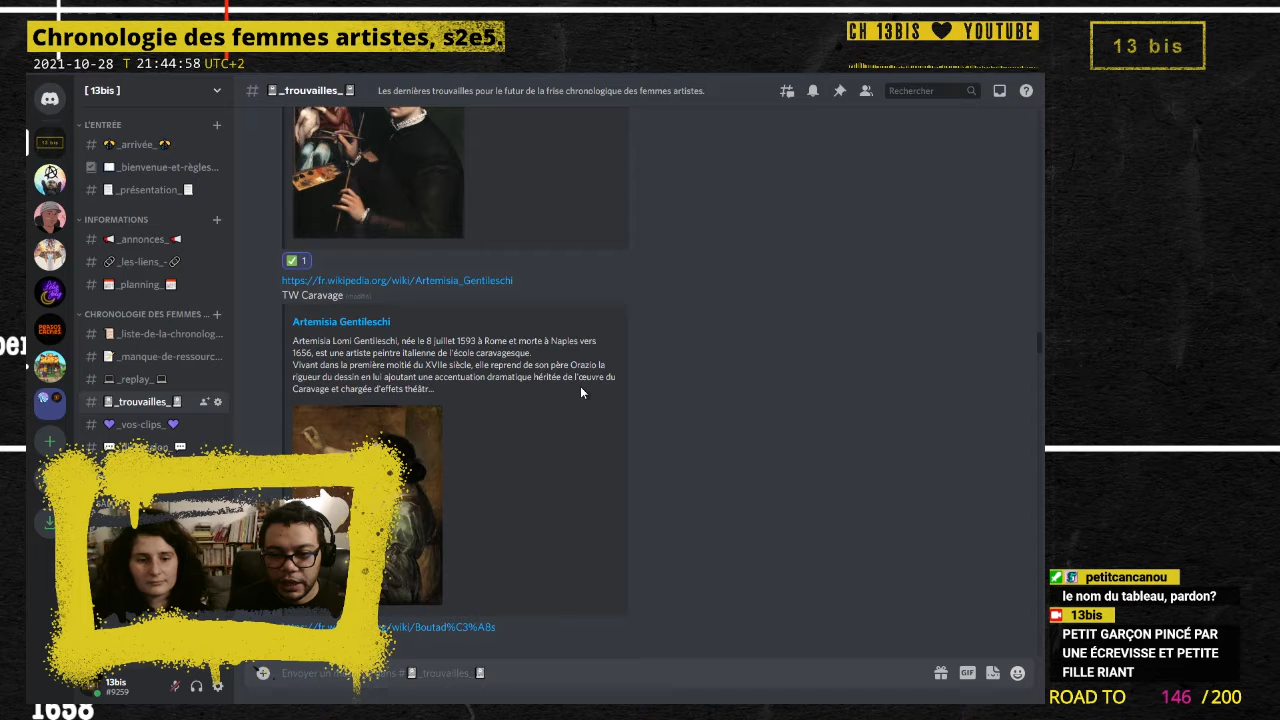 Chronologie des femmes artistes, s2e5
CH 13BIS YOUTUBE
13 bis
2021-10-28 T 21:44:58 UTC+2
[ 13bis ]
_trouvailles_
Les dernières trouvailles pour le futur de la frise chronologique des femmes artistes.
Rechercher
L'ENTRÉE
_arrivée_
_bienvenue-et-règles...
_présentation_
INFORMATIONS
_annonces_
_les-liens_-
_planning_
CHRONOLOGIE DES FEMMES ...
_liste-de-la-chronolog...
_manque-de-ressourc...
_replay_
_trouvailles_
_vos-clips_
1
https://fr.wikipedia.org/wiki/Artemisia_Gentileschi
TW Caravage (modifié)
Artemisia Gentileschi
Artemisia Lomi Gentileschi, née le 8 juillet 1593 à Rome et morte à Naples vers
1656, est une artiste peintre italienne de l'école caravagesque.
Vivant dans la première moitié du XVIIe siècle, elle reprend de son père Orazio la
rigueur du dessin en lui ajoutant une accentuation dramatique héritée de l'œuvre du
Caravage et chargée d'effets théâtr...
/wiki/Boutad%C3%A8s
Envoyer un
_trouvailles_
GIF
13bis
#9259
1658
petitcancanou
le nom du tableau, pardon?
13bis
PETIT GARÇON PINCÉ PAR
UNE ÉCREVISSE ET PETITE
FILLE RIANT
ROAD TO 146 / 200